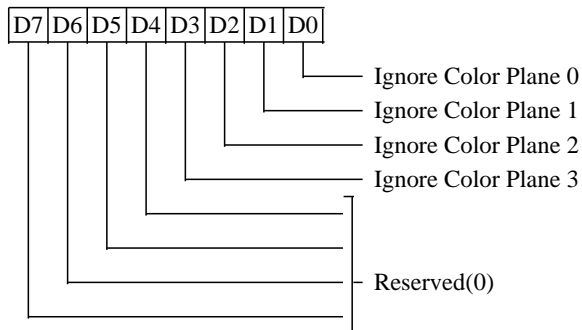 D7 D6 D5 D4 D3 D2 D1 D0
Ignore Color Plane 0
Ignore Color Plane 1
Ignore Color Plane 2
Ignore Color Plane 3
Reserved(0)